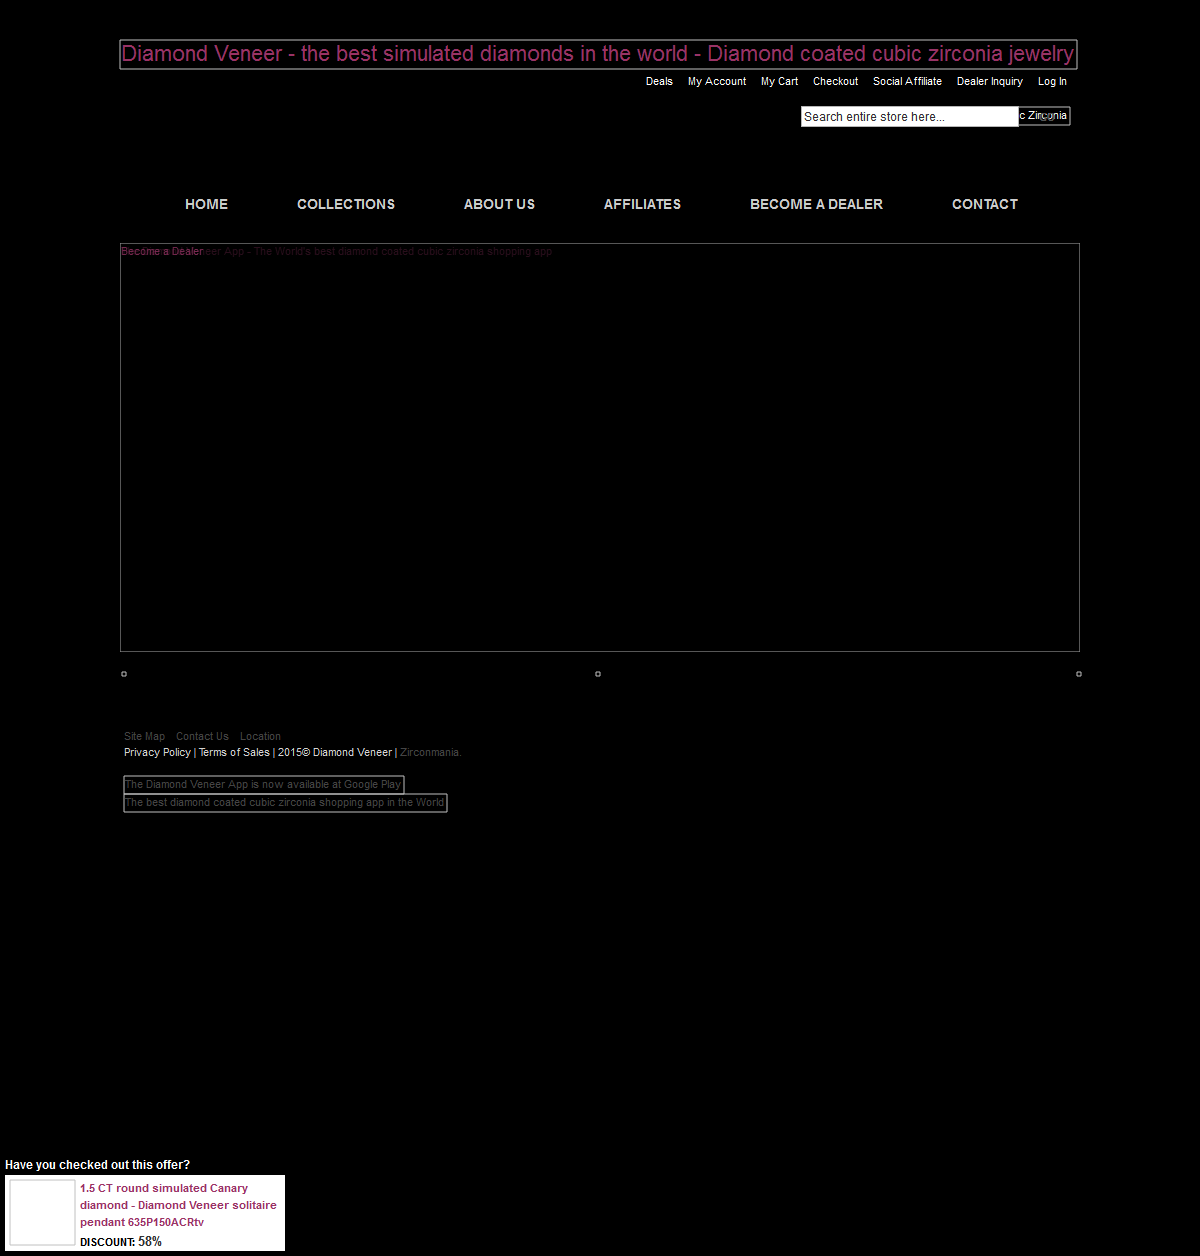 Diamond Veneer - the best simulated diamonds in the world - Diamond coated cubic zirconia jewelry
Deals My Account My Cart Checkout Social Affiliate Dealer Inquiry Log In
Search entire store here... c Zirconia
HOME COLLECTIONS ABOUT US AFFILIATES BECOME A DEALER CONTACT
Become a Dealer App - The World's best diamond coated cubic zirconia shopping app
Site Map Contact Us Location
Privacy Policy | Terms of Sales | 2015© Diamond Veneer | Zirconmania.
The Diamond Veneer App is now available at Google Play
The best diamond coated cubic zirconia shopping app in the World
Have you checked out this offer?
1.5 CT round simulated Canary
diamond - Diamond Veneer solitaire
pendant 635P150ACRtv
DISCOUNT: 58%